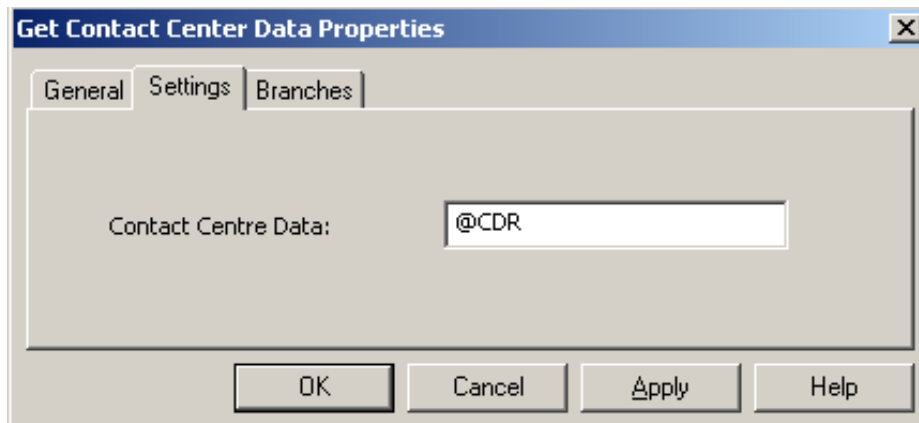 Get Contact Center Data Properties
General Settings Branches
Contact Centre Data: @CDR
OK Cancel Apply Help